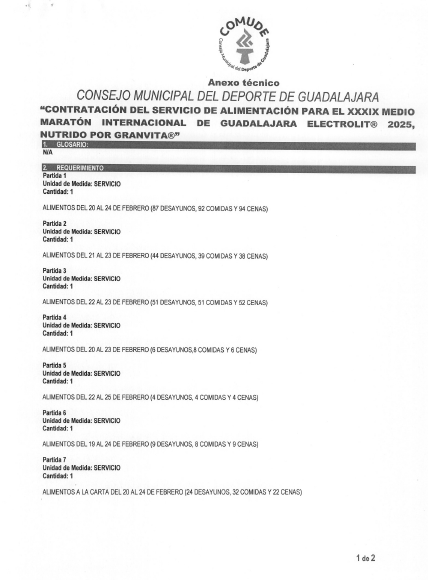 COMUDE
Consejo Municipal del Deporte de Guadalajara
Anexo técnico
CONSEJO MUNICIPAL DEL DEPORTE DE GUADALAJARA
"CONTRATACIÓN DEL SERVICIO DE ALIMENTACIÓN PARA EL XXXIX MEDIO
MARATÓN INTERNACIONAL DE GUADALAJARA ELECTROLIT® 2025,
NUTRIDO POR GRANVITA®"
1. GLOSARIO:
N/A
2. REQUERIMIENTO
Partida 1
Unidad de Medida: SERVICIO
Cantidad: 1
ALIMENTOS DEL 20 AL 24 DE FEBRERO (87 DESAYUNOS, 92 COMIDAS Y 94 CENAS)
Partida 2
Unidad de Medida: SERVICIO
Cantidad: 1
ALIMENTOS DEL 21 AL 23 DE FEBRERO (44 DESAYUNOS, 39 COMIDAS Y 38 CENAS)
Partida 3
Unidad de Medida: SERVICIO
Cantidad: 1
ALIMENTOS DEL 22 AL 23 DE FEBRERO (51 DESAYUNOS, 51 COMIDAS Y 52 CENAS)
Partida 4
Unidad de Medida: SERVICIO
Cantidad: 1
ALIMENTOS DEL 20 AL 23 DE FEBRERO (6 DESAYUNOS,8 COMIDAS Y 6 CENAS)
Partida 5
Unidad de Medida: SERVICIO
Cantidad: 1
ALIMENTOS DEL 22 AL 25 DE FEBRERO (4 DESAYUNOS, 4 COMIDAS Y 4 CENAS)
Partida 6
Unidad de Medida: SERVICIO
Cantidad: 1
ALIMENTOS DEL 19 AL 24 DE FEBRERO (9 DESAYUNOS, 8 COMIDAS Y 9 CENAS)
Partida 7
Unidad de Medida: SERVICIO
Cantidad: 1
ALIMENTOS A LA CARTA DEL 20 AL 24 DE FEBRERO (24 DESAYUNOS, 32 COMIDAS Y 22 CENAS)
1 de 2